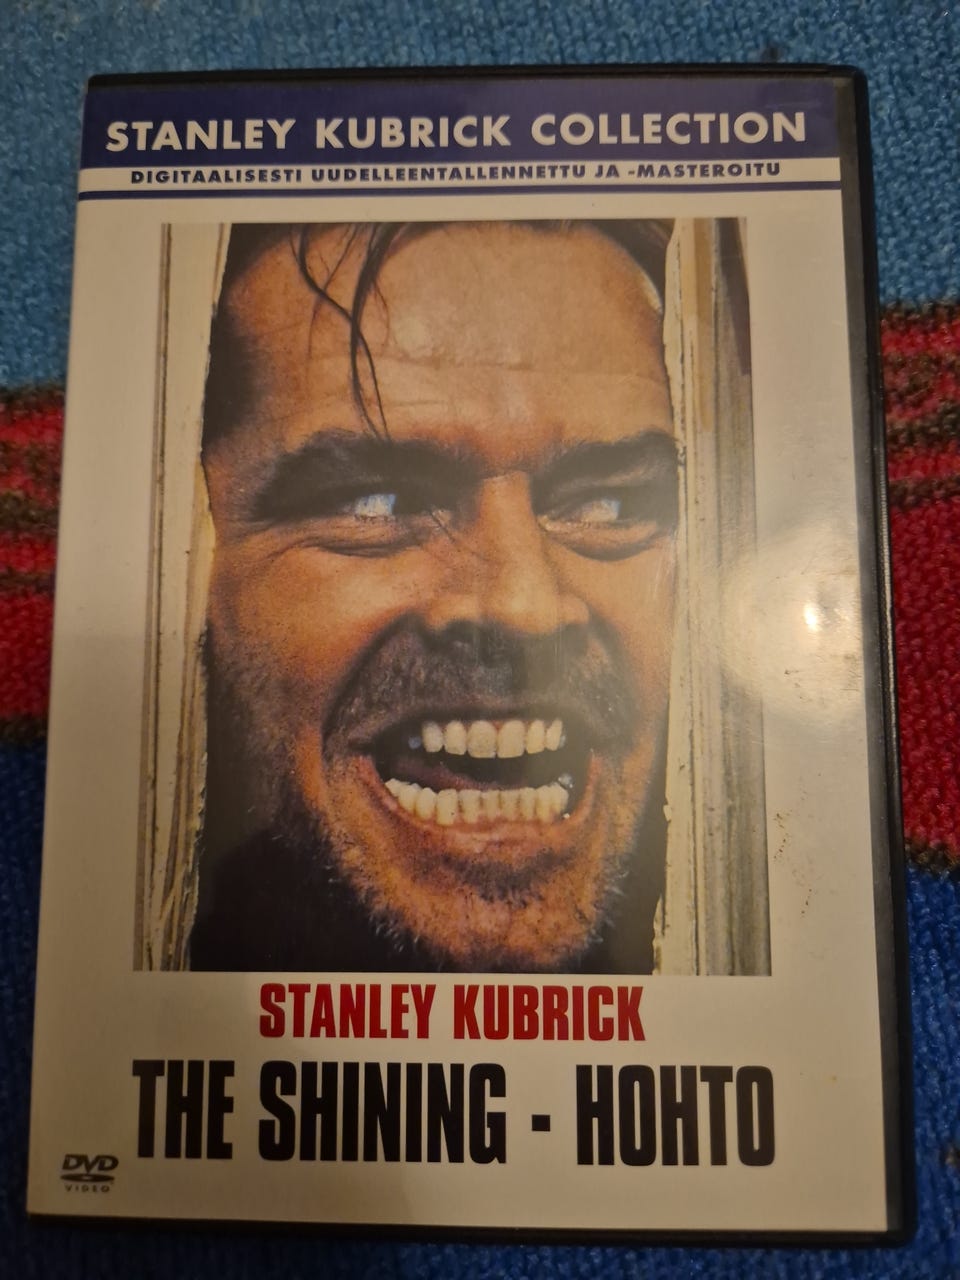 STANLEY KUBRICK COLLECTION
DIGITAALISESTI UUDELLEENTALLENNETTU JA -MASTEROITU
STANLEY KUBRICK
THE SHINING - HOHTO
DVD
VIDEO